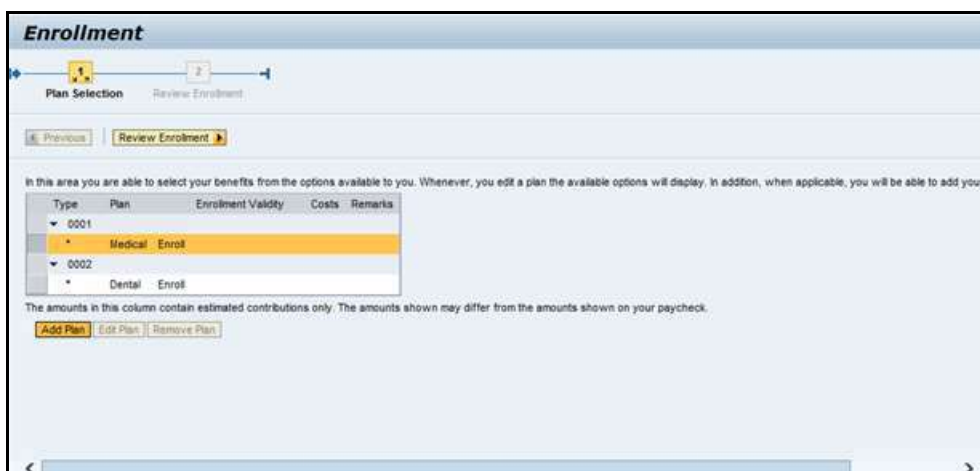 Enrollment
1 2
Plan Selection Review Enrollment
Previous Review Enrollment
In this area you are able to select your benefits from the options available to you. Whenever, you edit a plan the available options will display. In addition, when applicable, you will be able to add you
Type Plan Enrollment Validity Costs Remarks
0001
* Medical Enroll
0002
* Dental Enroll
The amounts in this column contain estimated contributions only. The amounts shown may differ from the amounts shown on your paycheck.
Add Plan Edit Plan Remove Plan